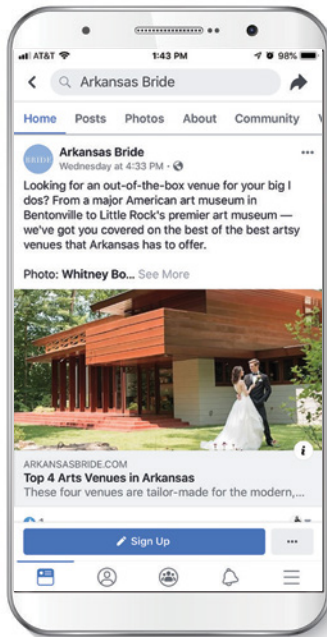 AT&T 1:43 PM 98%
Arkansas Bride
Home Posts Photos About Community
BRIDE
Arkansas Bride
Wednesday at 4:33 PM ·
Looking for an out-of-the-box venue for your big I
dos? From a major American art museum in
Bentonville to Little Rock's premier art museum —
we've got you covered on the best of the best artsy
venues that Arkansas has to offer.
Photo: Whitney Bo... See More
i
ARKANSASBRIDE.COM
Top 4 Arts Venues in Arkansas
These four venues are tailor-made for the modern,...
Sign Up